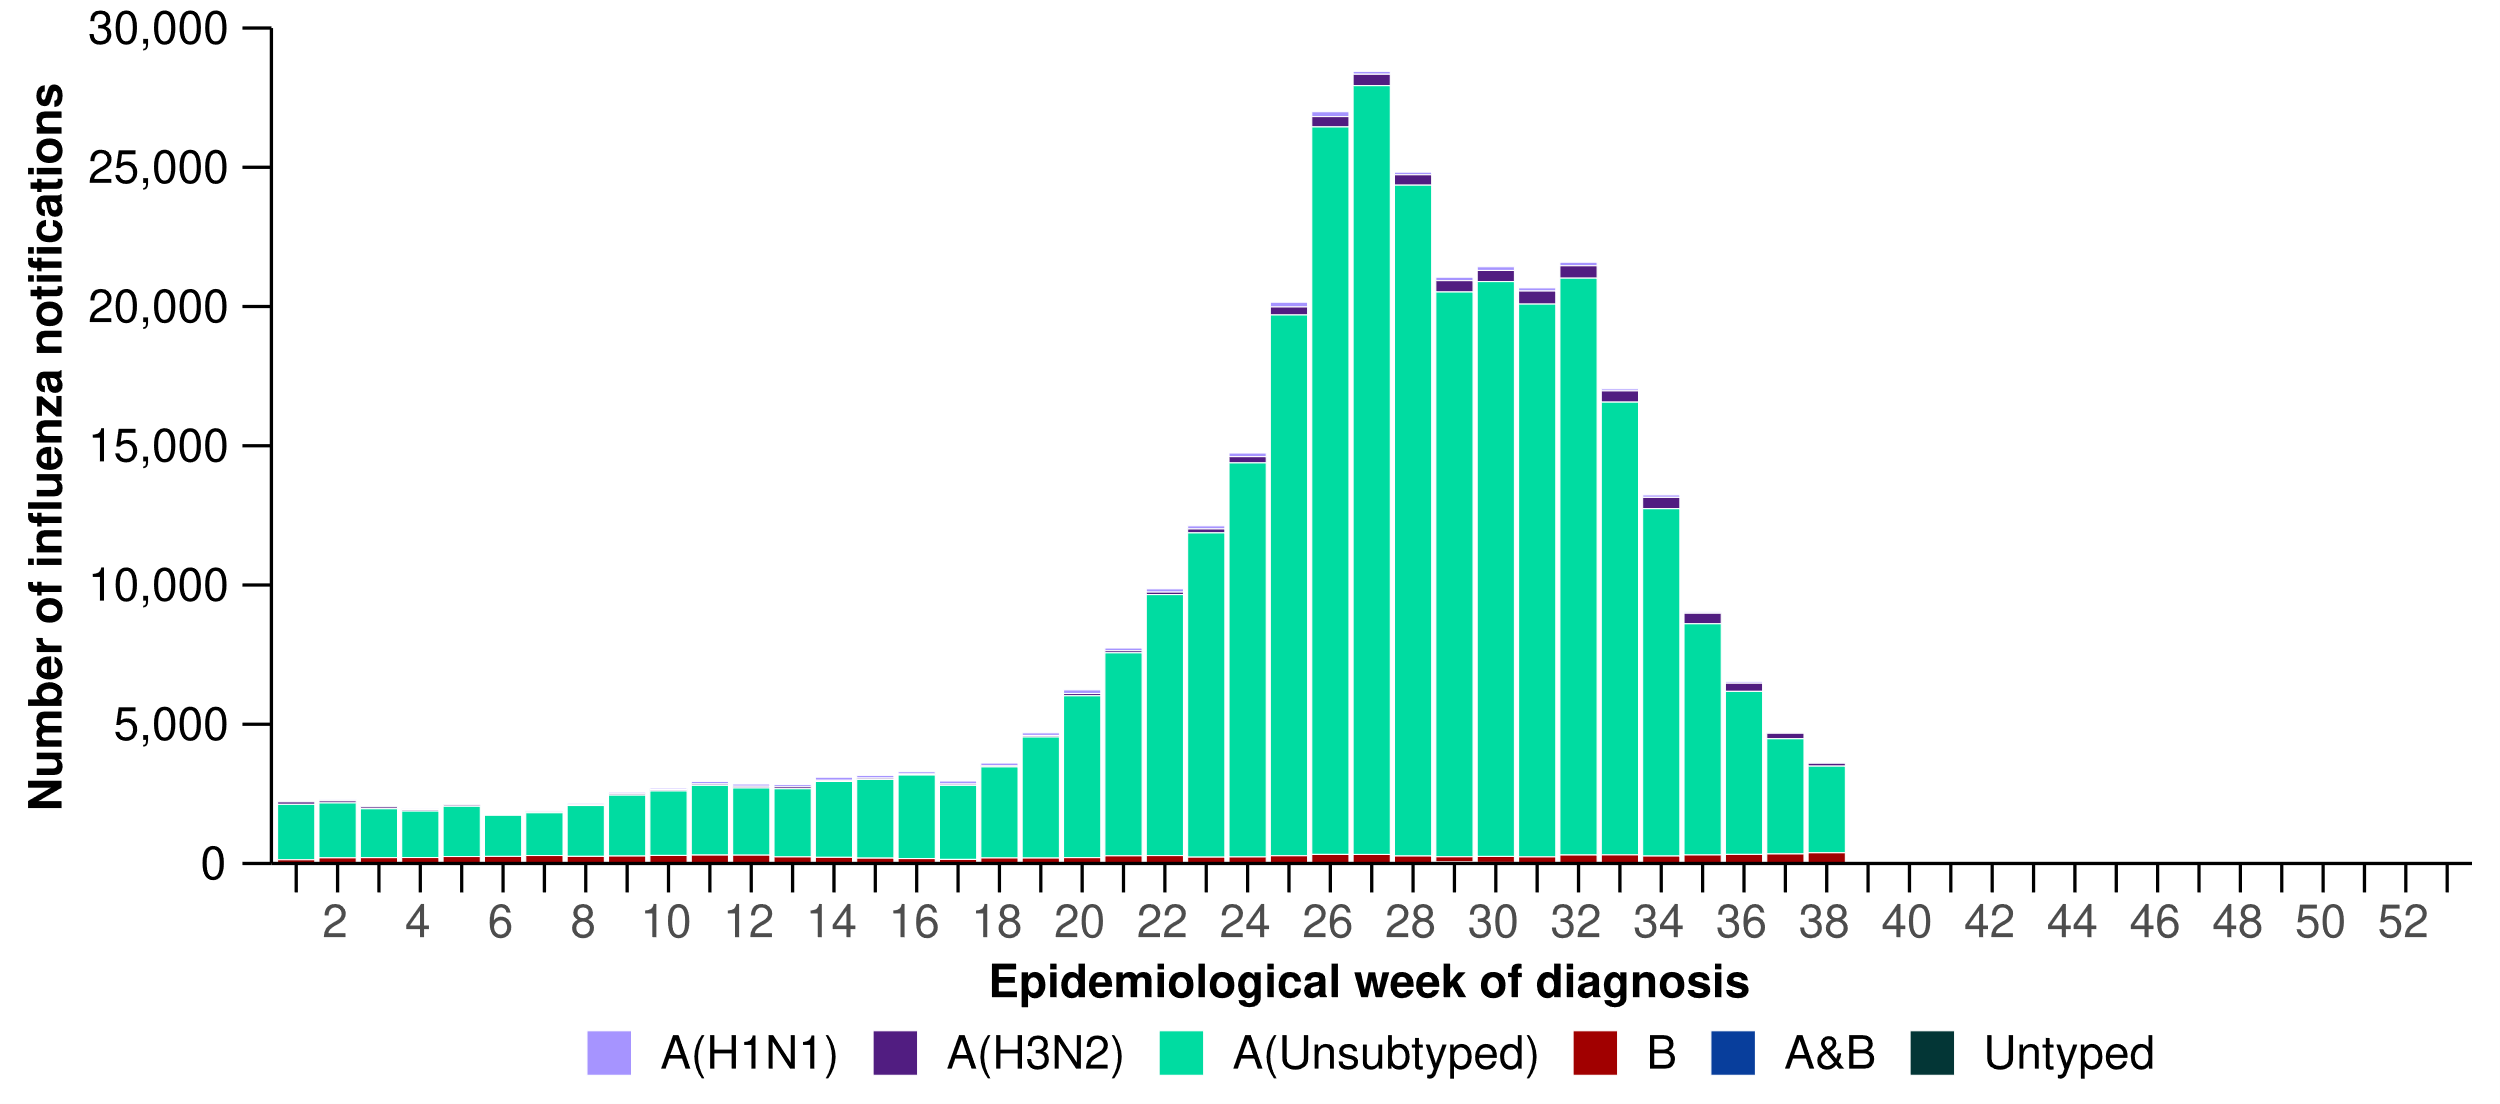 Number of influenza notifications
30,000
25,000
20,000
15,000
10,000
5,000
0
2 4 6 8 10 12 14 16 18 20 22 24 26 28 30 32 34 36 38 40 42 44 46 48 50 52
Epidemiological week of diagnosis
A(H1N1) A(H3N2) A(Unsubtyped) B A&B Untyped